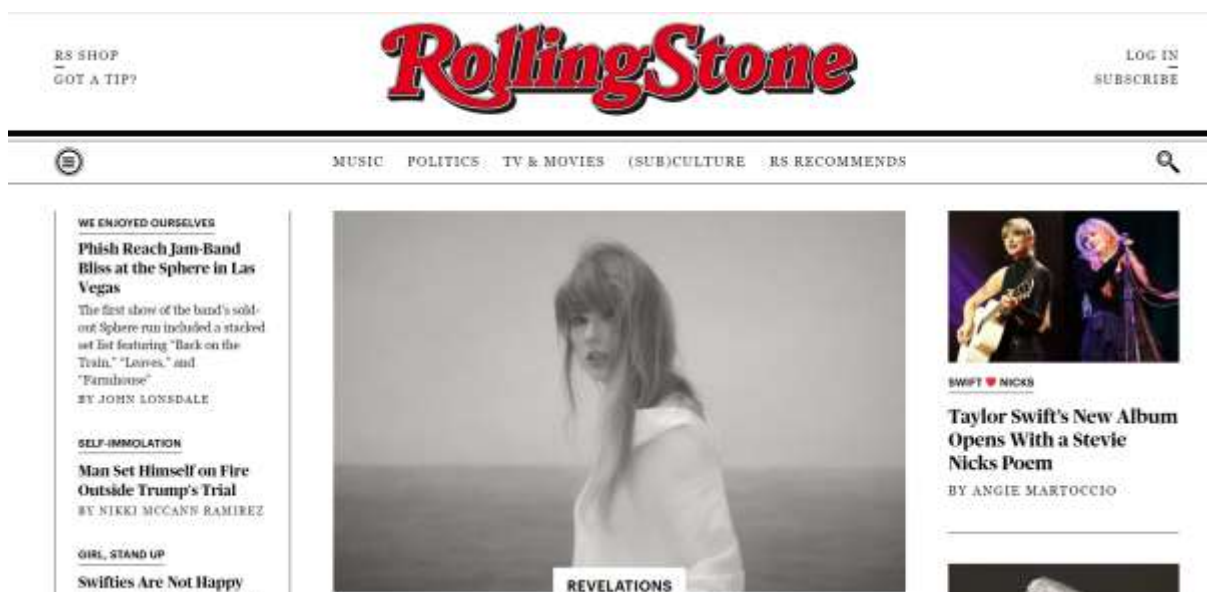 RS SHOP
GOT A TIP?
RollingStone
LOG IN
SUBSCRIBE
MUSIC POLITICS TV & MOVIES (SUB)CULTURE RS RECOMMENDS
WE ENJOYED OURSELVES
Phish Reach Jam-Band
Bliss at the Sphere in Las
Vegas
The first show of the band's sold-
out Sphere run included a stacked
set list featuring "Back on the
Train," "Leaves," and
"Farmhouse"
BY JOHN LONSDALE
SELF-IMMOLATION
Man Set Himself on Fire
Outside Trump's Trial
BY NIKKI MCCANN RAMIREZ
GIRL, STAND UP
Swifties Are Not Happy
REVELATIONS
SWIFT ♥ NICKS
Taylor Swift's New Album
Opens With a Stevie
Nicks Poem
BY ANGIE MARTOCCIO